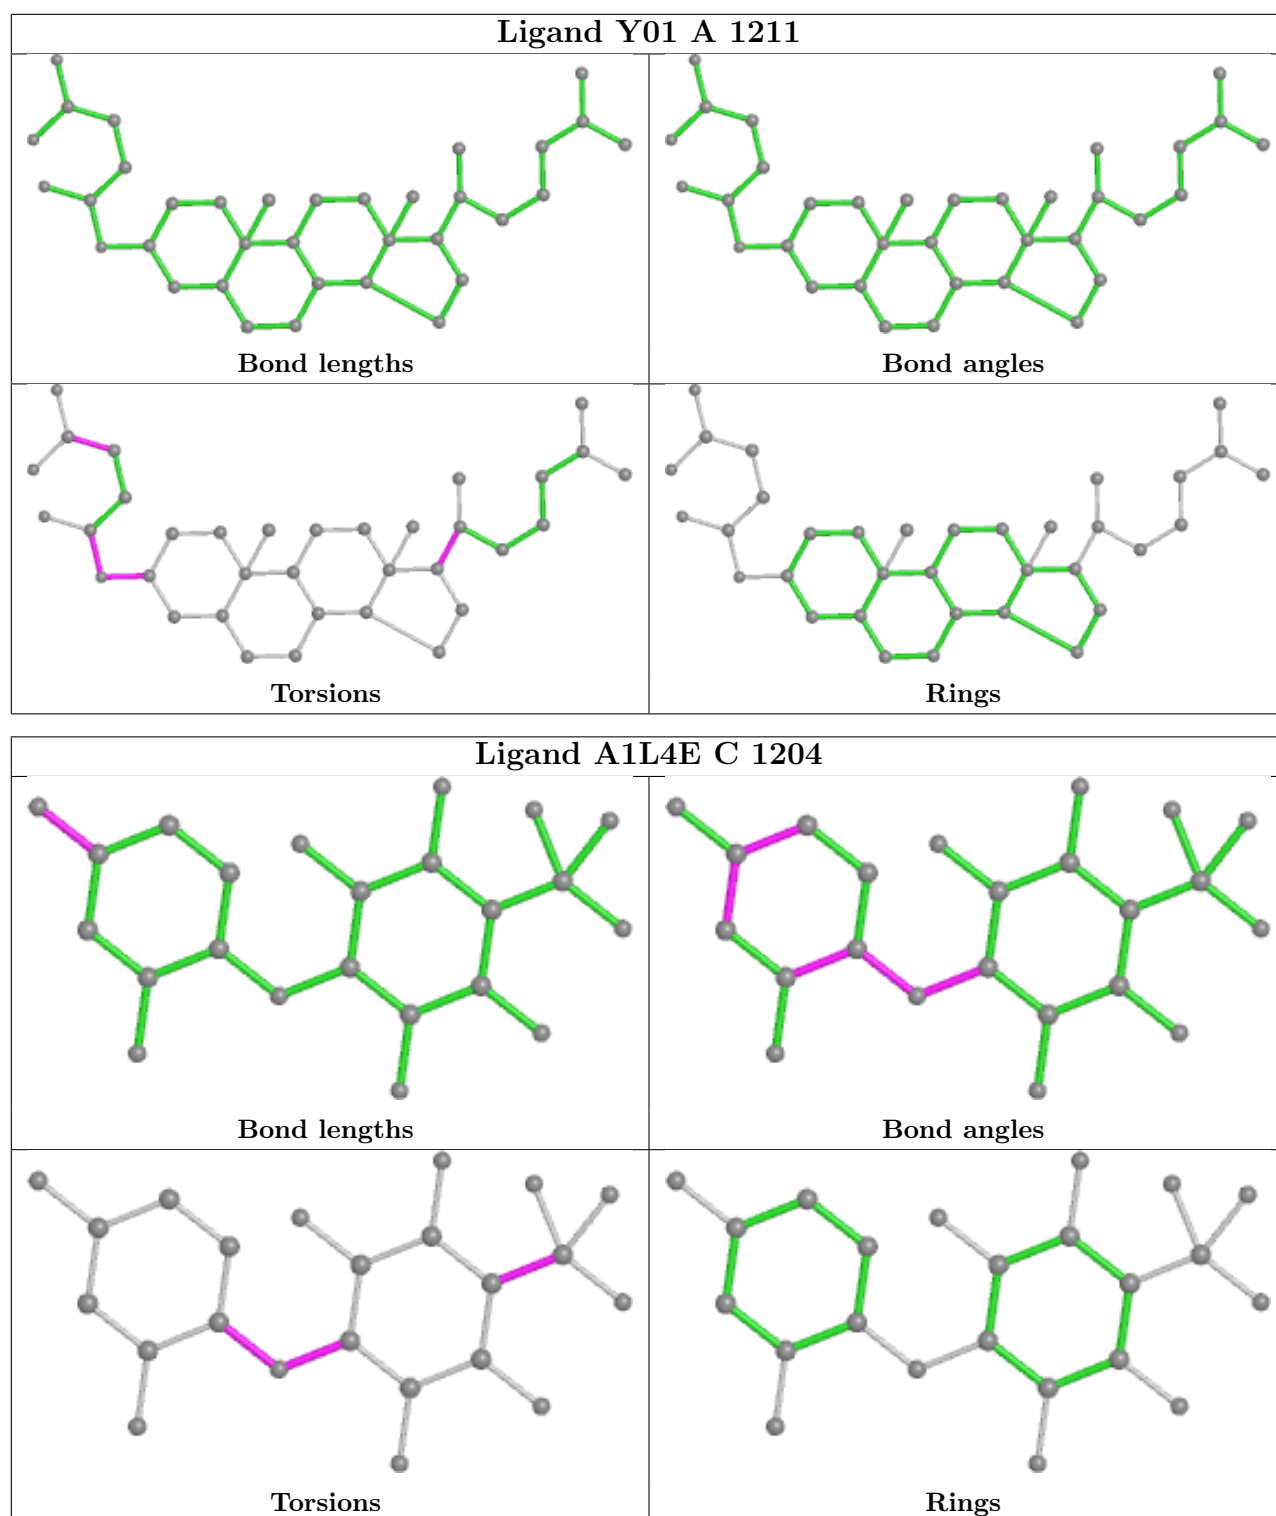 Ligand Y01 A 1211
Bond lengths
Bond angles
Torsions
Rings
Ligand A1L4E C 1204
Bond lengths
Bond angles
Torsions
Rings